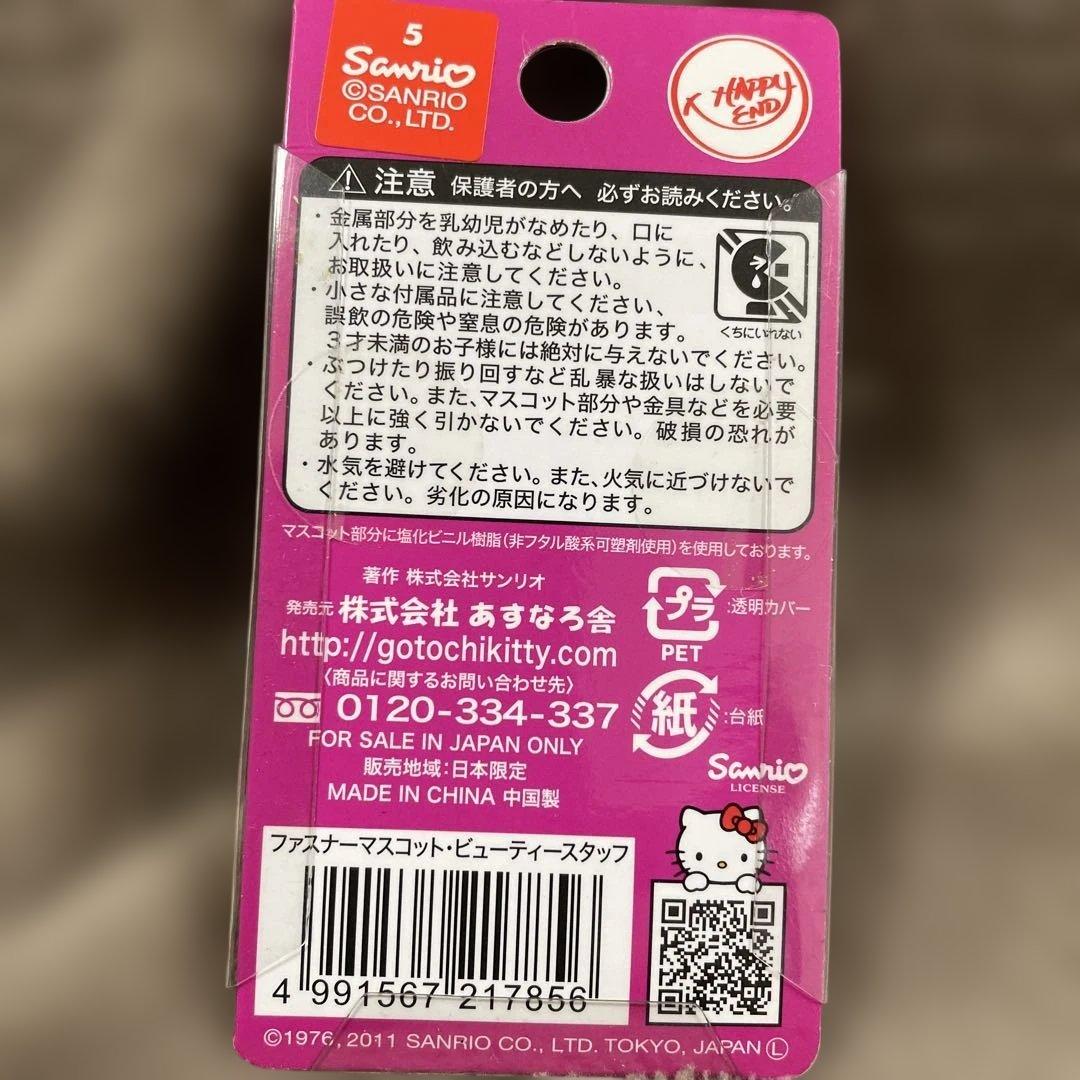 5
Sanrio
©SANRIO
CO.,LTD.
K HAPPY
END
注意 保護者の方へ 必ずお読みください。
・金属部分を乳幼児がなめたり、口に
入れたり、飲み込むなどしないように、
お取扱いに注意してください。
・小さな付属品に注意してください、
誤飲の危険や窒息の危険があります。
3才未満のお子様には絶対に与えないでください。
くちにいれない
・ぶつけたり振り回すなど乱暴な扱いはしないで
ください。また、マスコット部分や金具などを必要
以上に強く引かないでください。破損の恐れが
あります。
・水気を避けてください。また、火気に近づけないで
ください。劣化の原因になります。
マスコット部分に塩化ビニル樹脂(非フタル酸系可塑剤使用)を使用しております。
著作 株式会社サンリオ
発売元 株式会社 あすなろ舎
http://gotochikitty.com
〈商品に関するお問い合わせ先〉
0120-334-337
FOR SALE IN JAPAN ONLY
販売地域:日本限定
MADE IN CHINA 中国製
プラ :透明カバー
PET
紙 :台紙
Sanrio
LICENSE
ファスナーマスコット・ビューティースタッフ
4 991567 217856
©1976, 2011 SANRIO CO., LTD. TOKYO, JAPAN Ⓛ